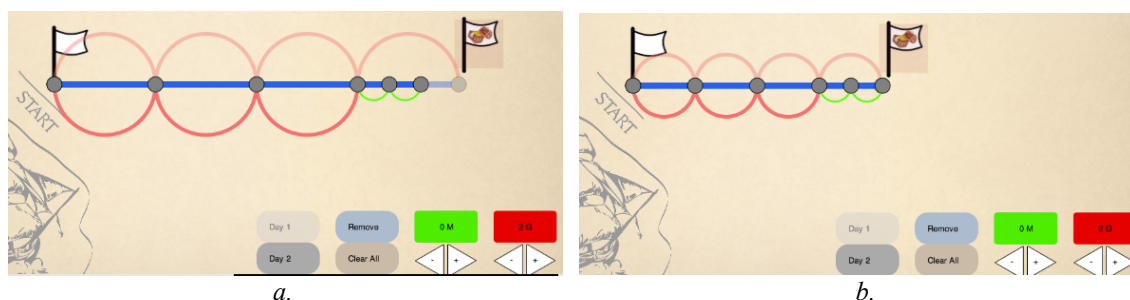 START
START
Day 1 Remove 0 M 2 G
Day 2 Clear All - + - +
Day 1 Remove 0 M 2 G
Day 2 Clear All - + - +
a. b.